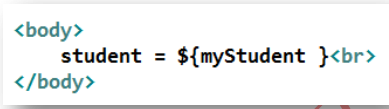 <body>
    student = ${myStudent }<br>
</body>